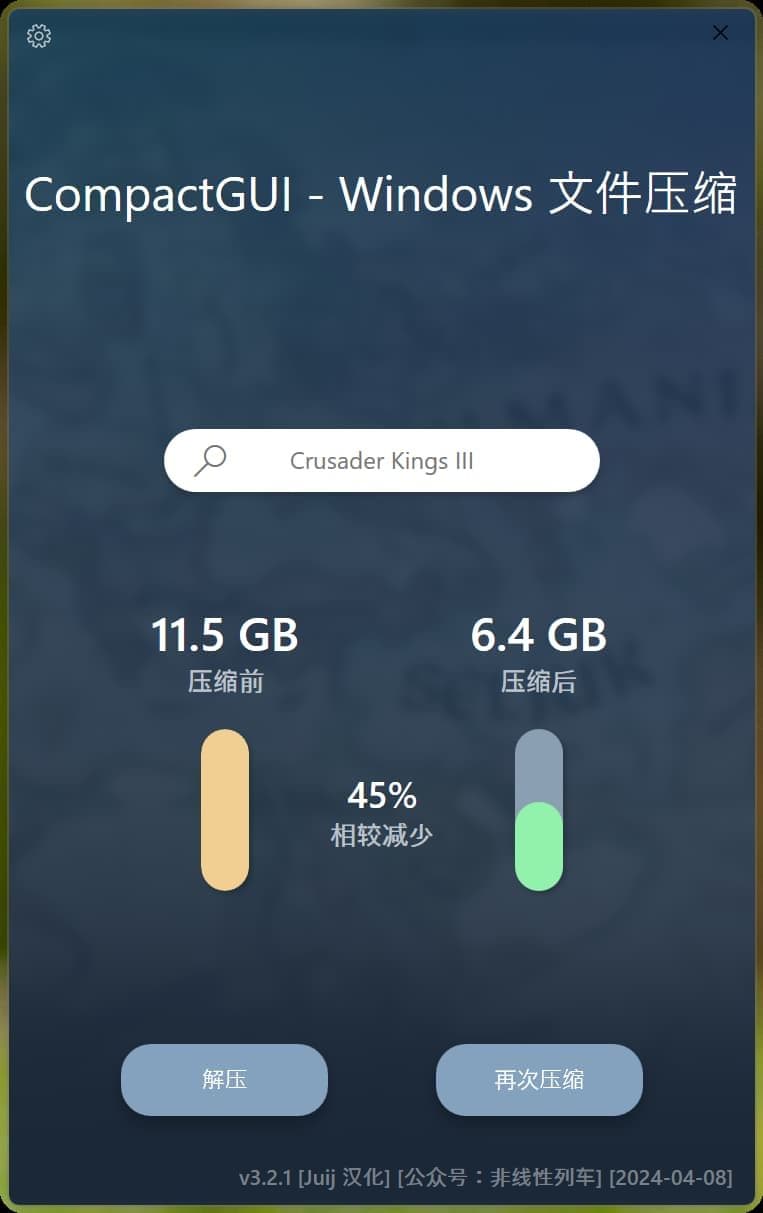 CompactGUI - Windows 文件压缩
Crusader Kings III
11.5 GB
6.4 GB
压缩前
压缩后
45%
相较减少
解压
再次压缩
v3.2.1 [Juij 汉化] [公众号：非线性列车] [2024-04-08]